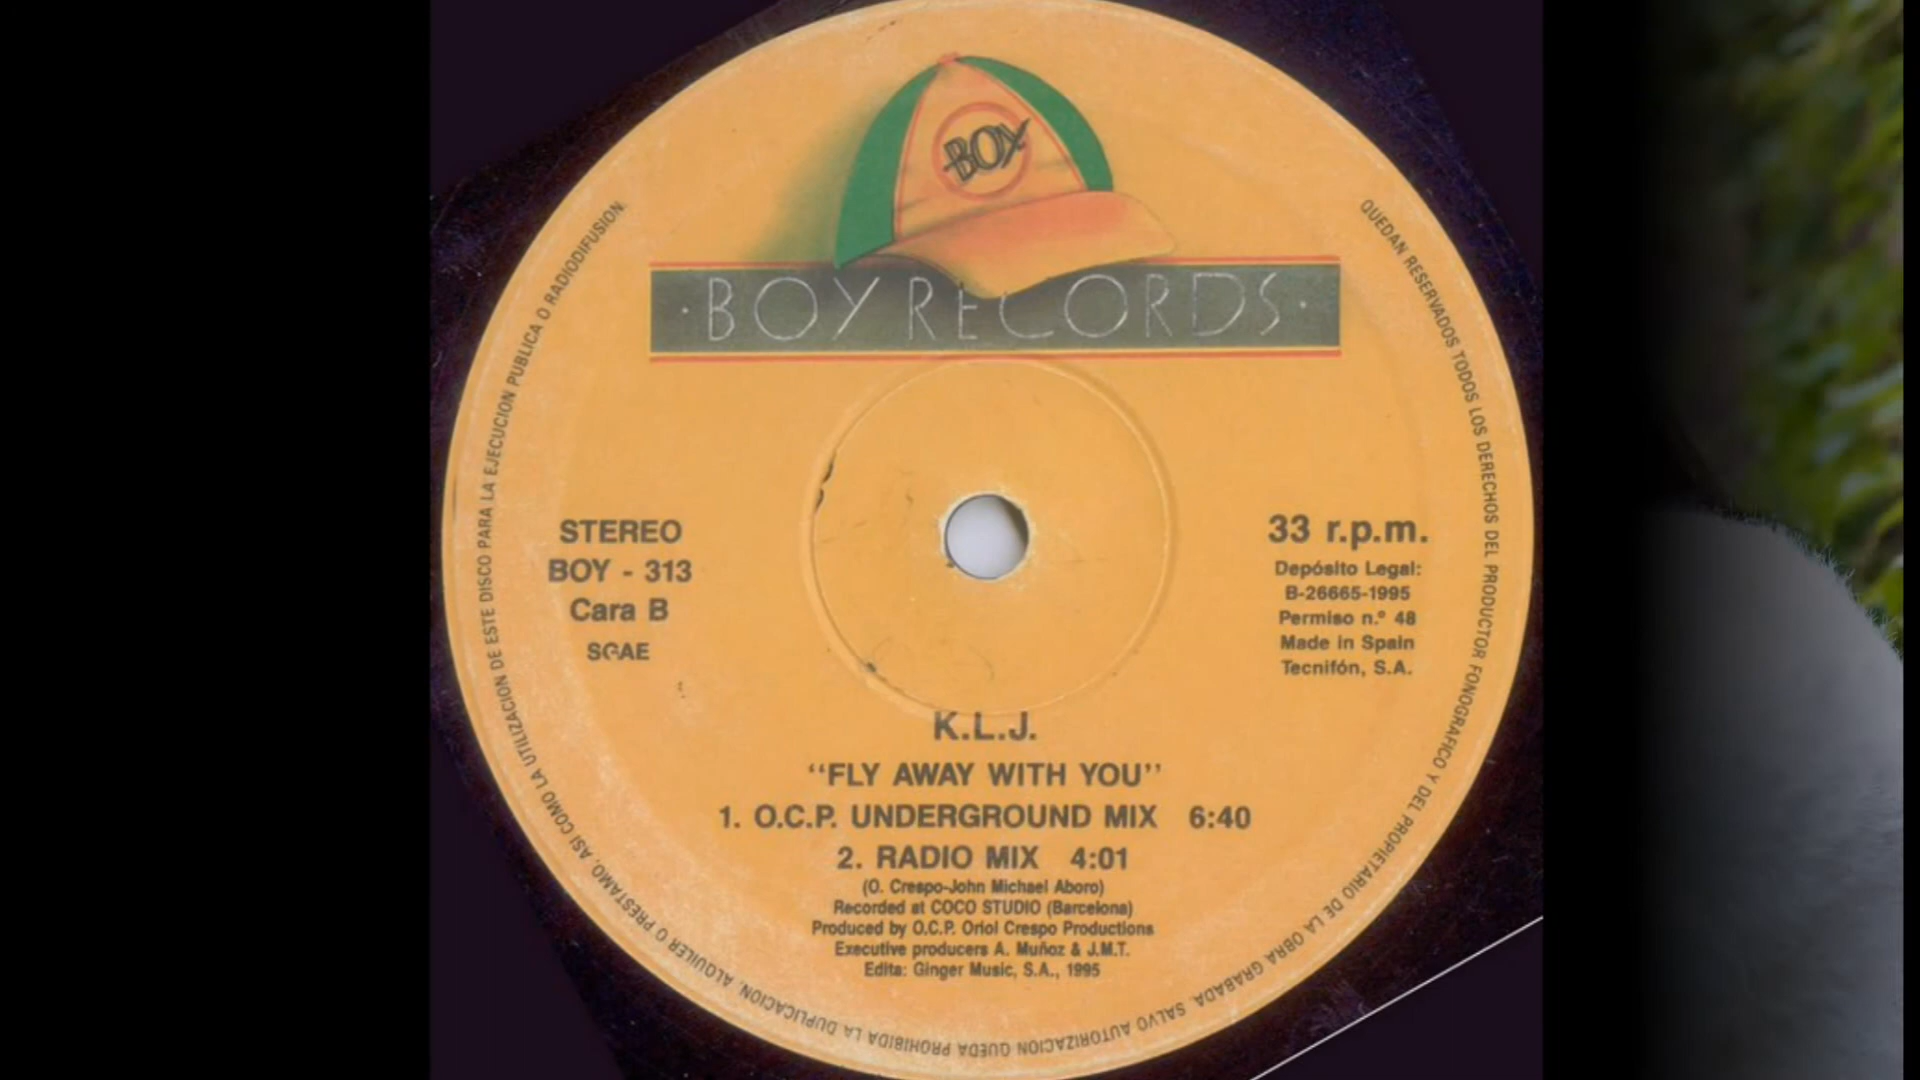 BOY
·BOY RECORDS·
STEREO
BOY - 313
Cara B
SGAE
33 r.p.m.
Depósito Legal:
B-26665-1995
Permiso n.º 48
Made in Spain
Tecnifón, S.A.
K.L.J.
‘‘FLY AWAY WITH YOU’’
1. O.C.P. UNDERGROUND MIX 6:40
2. RADIO MIX 4:01
(O. Crespo-John Michael Aboro)
Recorded at COCO STUDIO (Barcelona)
Produced by O.C.P. Oriol Crespo Productions
Executive producers A. Muñoz & J.M.T.
Edita: Ginger Music, S.A., 1995
QUEDAN RESERVADOS TODOS LOS DERECHOS DEL PRODUCTOR FONOGRAFICO Y DEL PROPIETARIO DE LA OBRA GRABADA. SALVO AUTORIZACION QUEDA PROHIBIDA LA DUPLICACION, ALQUILER O PRESTAMO, ASI COMO LA UTILIZACION DE ESTE DISCO PARA LA EJECUCION PUBLICA O RADIODIFUSION.